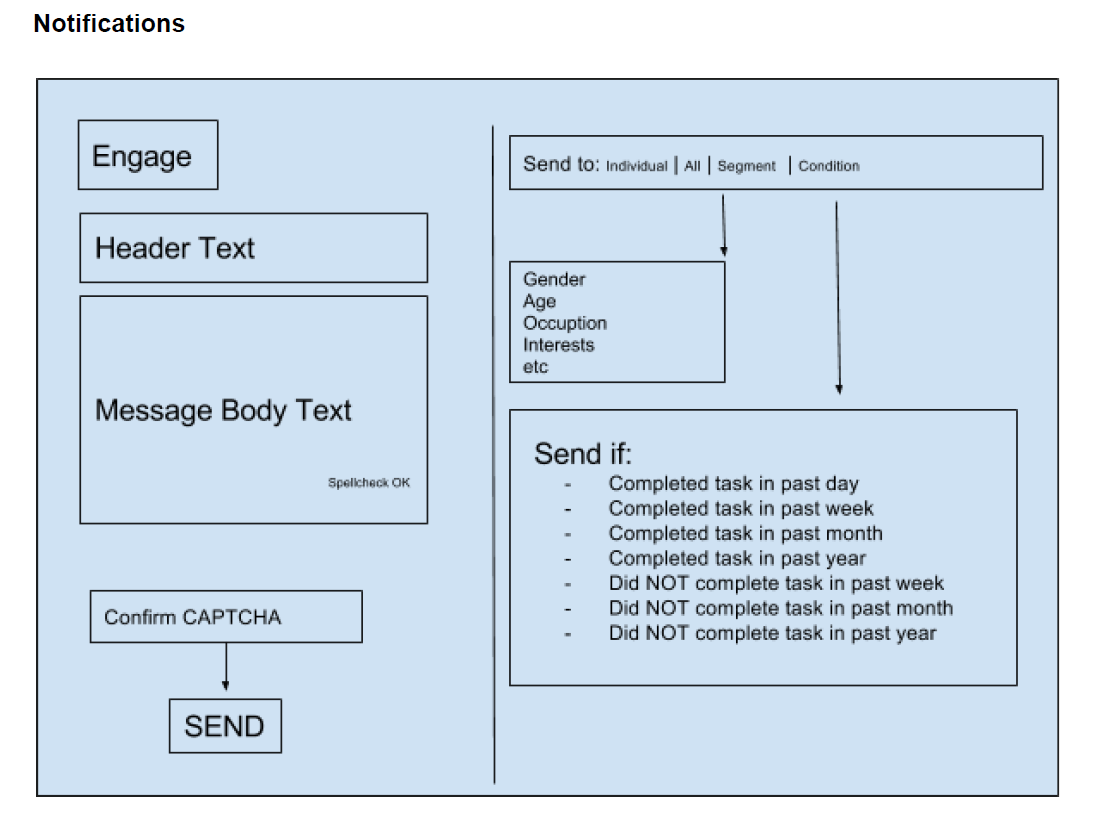 Notifications
Engage
Header Text
Message Body Text
Spellcheck OK
Confirm CAPTCHA
SEND
Send to: Individual | All | Segment | Condition
Gender
Age
Occuption
Interests
etc
Send if:
- Completed task in past day
- Completed task in past week
- Completed task in past month
- Completed task in past year
- Did NOT complete task in past week
- Did NOT complete task in past month
- Did NOT complete task in past year